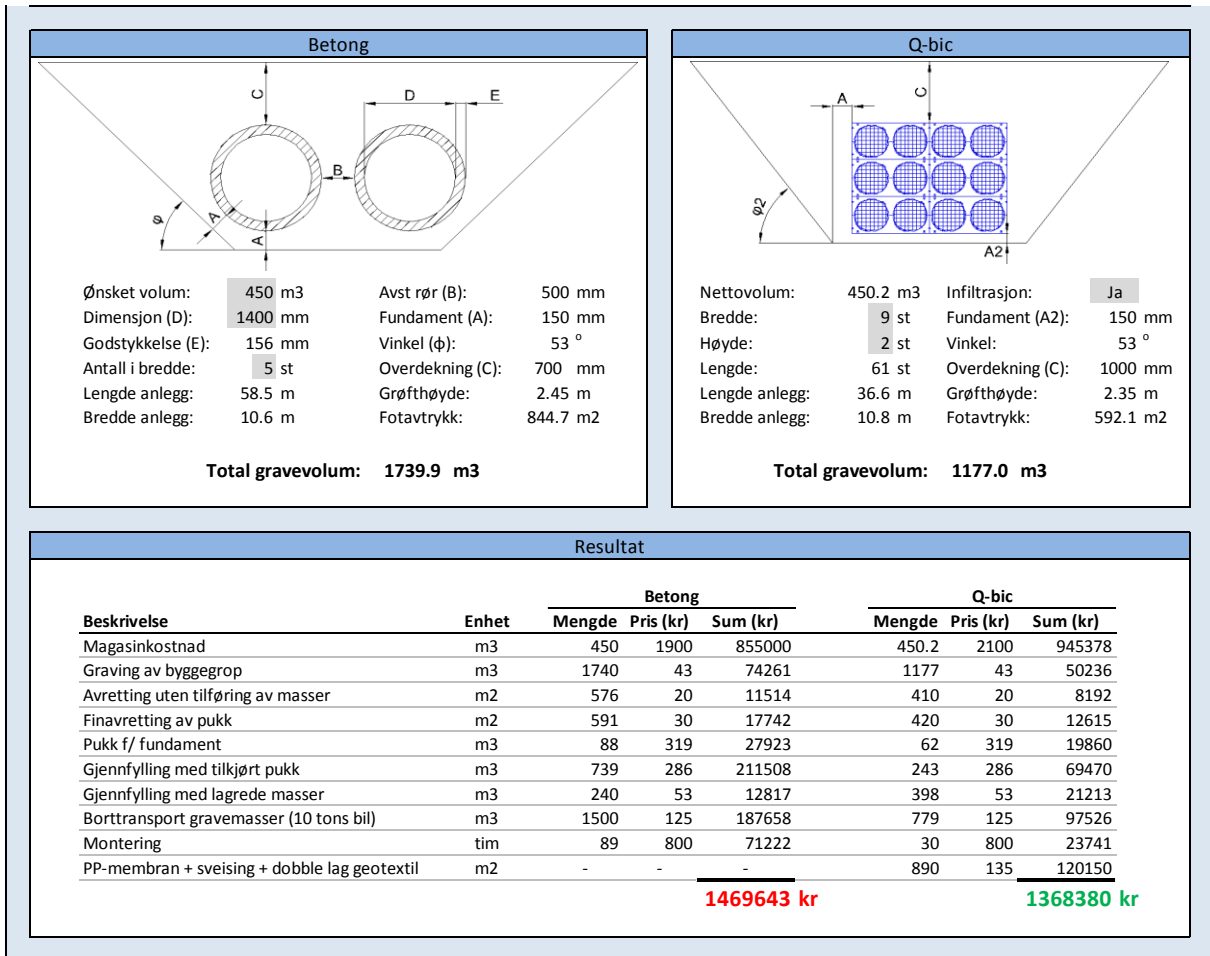 Betong
C
D
E
B
φ
A
A
Ønsket volum: 450 m3 Avst rør (B): 500 mm
Dimensjon (D): 1400 mm Fundament (A): 150 mm
Godstykkelse (E): 156 mm Vinkel (ϕ): 53 °
Antall i bredde: 5 st Overdekning (C): 700 mm
Lengde anlegg: 58.5 m Grøfthøyde: 2.45 m
Bredde anlegg: 10.6 m Fotavtrykk: 844.7 m2
Total gravevolum: 1739.9 m3
Q-bic
A
C
φ2
A2
Nettovolum: 450.2 m3 Infiltrasjon: Ja
Bredde: 9 st Fundament (A2): 150 mm
Høyde: 2 st Vinkel: 53 °
Lengde: 61 st Overdekning (C): 1000 mm
Lengde anlegg: 36.6 m Grøfthøyde: 2.35 m
Bredde anlegg: 10.8 m Fotavtrykk: 592.1 m2
Total gravevolum: 1177.0 m3
Resultat
Betong Q-bic
Beskrivelse Enhet Mengde Pris (kr) Sum (kr) Mengde Pris (kr) Sum (kr)
Magasinkostnad m3 450 1900 855000 450.2 2100 945378
Graving av byggegrop m3 1740 43 74261 1177 43 50236
Avretting uten tilføring av masser m2 576 20 11514 410 20 8192
Finavretting av pukk m2 591 30 17742 420 30 12615
Pukk f/ fundament m3 88 319 27923 62 319 19860
Gjennfylling med tilkjørt pukk m3 739 286 211508 243 286 69470
Gjennfylling med lagrede masser m3 240 53 12817 398 53 21213
Borttransport gravemasser (10 tons bil) m3 1500 125 187658 779 125 97526
Montering tim 89 800 71222 30 800 23741
PP-membran + sveising + dobble lag geotextil m2 - - - 890 135 120150
1469643 kr 1368380 kr